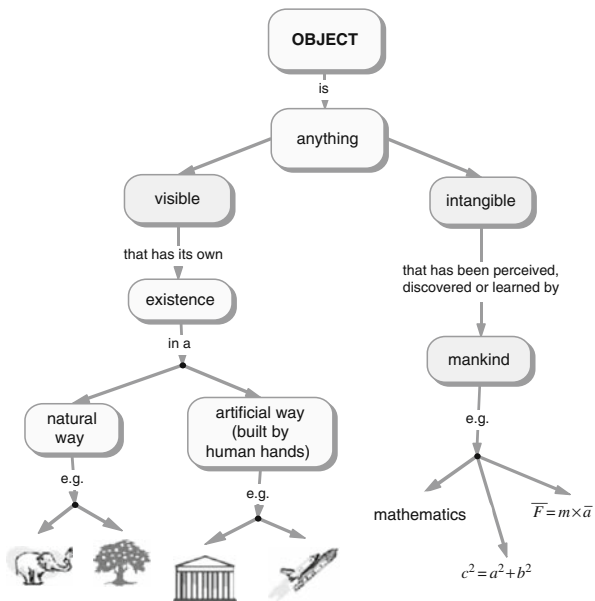 OBJECT
is
anything
visible
intangible
that has its own
that has been perceived,
discovered or learned by
existence
in a
mankind
natural
way
artificial way
(built by
human hands)
e.g.
e.g.
e.g.
mathematics
F̅ = m × a̅
c² = a² + b²